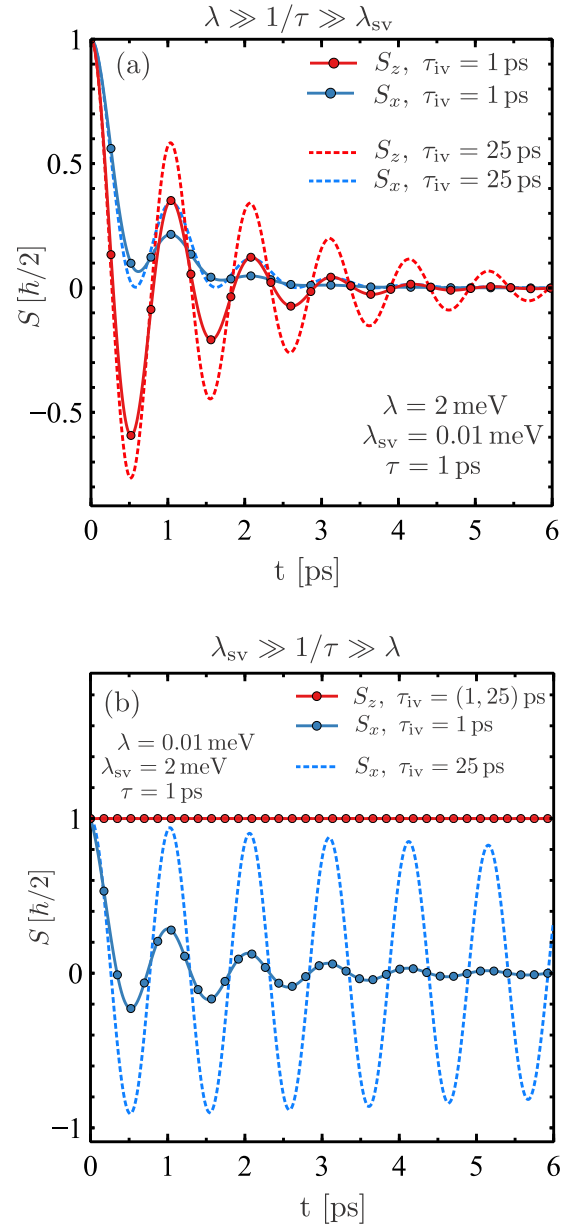 λ ≫ 1/τ ≫ λsv
(a)
Sz, τiv = 1 ps
Sx, τiv = 1 ps
Sz, τiv = 25 ps
Sx, τiv = 25 ps
1
0.5
0
−0.5
S [ħ/2]
λ = 2 meV
λsv = 0.01 meV
τ = 1 ps
0 1 2 3 4 5 6
t [ps]
λsv ≫ 1/τ ≫ λ
(b)
Sz, τiv = (1, 25) ps
Sx, τiv = 1 ps
Sx, τiv = 25 ps
λ = 0.01 meV
λsv = 2 meV
τ = 1 ps
1
0
−1
S [ħ/2]
0 1 2 3 4 5 6
t [ps]